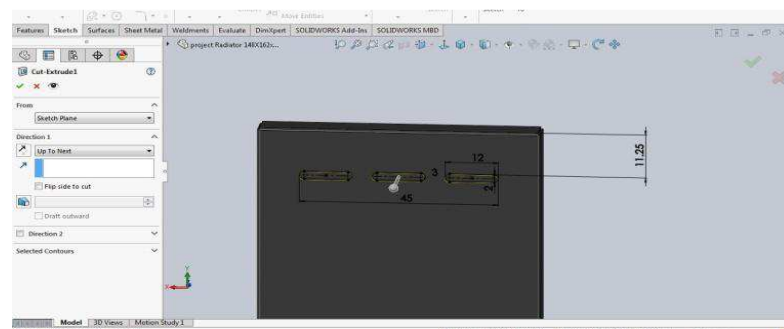 Move Entities
Features Sketch Surfaces Sheet Metal Weldments Evaluate DimXpert SOLIDWORKS Add-Ins SOLIDWORKS MBD
project Radiator 140X162s...
Cut-Extrude1
From
Sketch Plane
Direction 1
Up To Next
Flip side to cut
Draft outward
Direction 2
Selected Contours
12
3
2
45
11.25
Y
X
Model 3D Views Motion Study 1